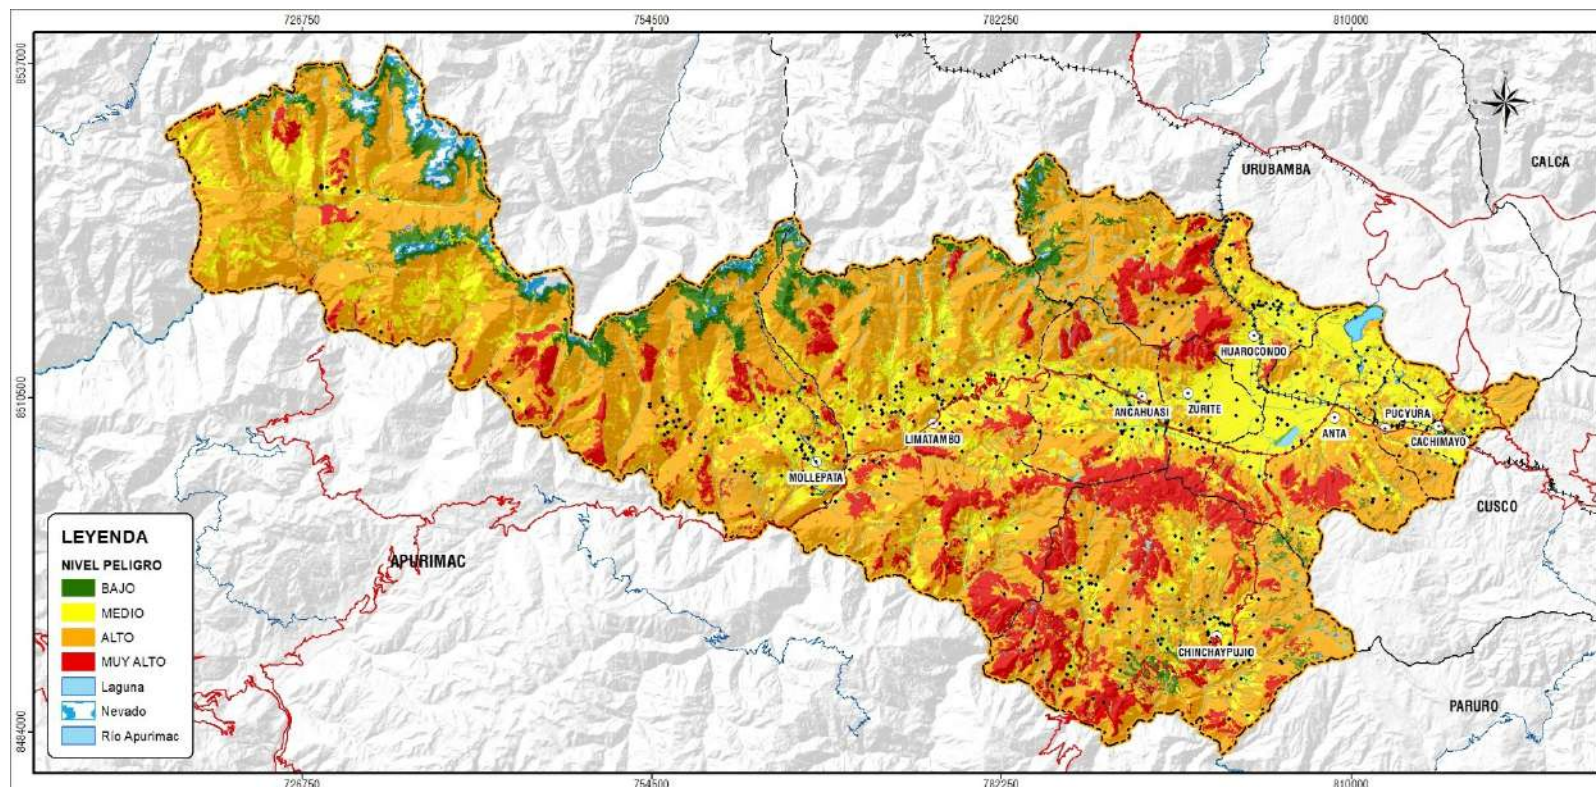 726750 754500 782250 810000
8537000
CALCA
URUBAMBA
HUAROCONDO
8510500
ANCAHUASI
ZURITE
PUCYURA
LIMATAMBO
ANTA
CACHIMAYO
MOLLEPATA
CUSCO
LEYENDA
NIVEL PELIGRO
BAJO
MEDIO
ALTO
MUY ALTO
Laguna
Nevado
Río Apurimac
APURIMAC
CHINCHAYPUJIO
PARURO
8484000
726750 754500 782250 810000